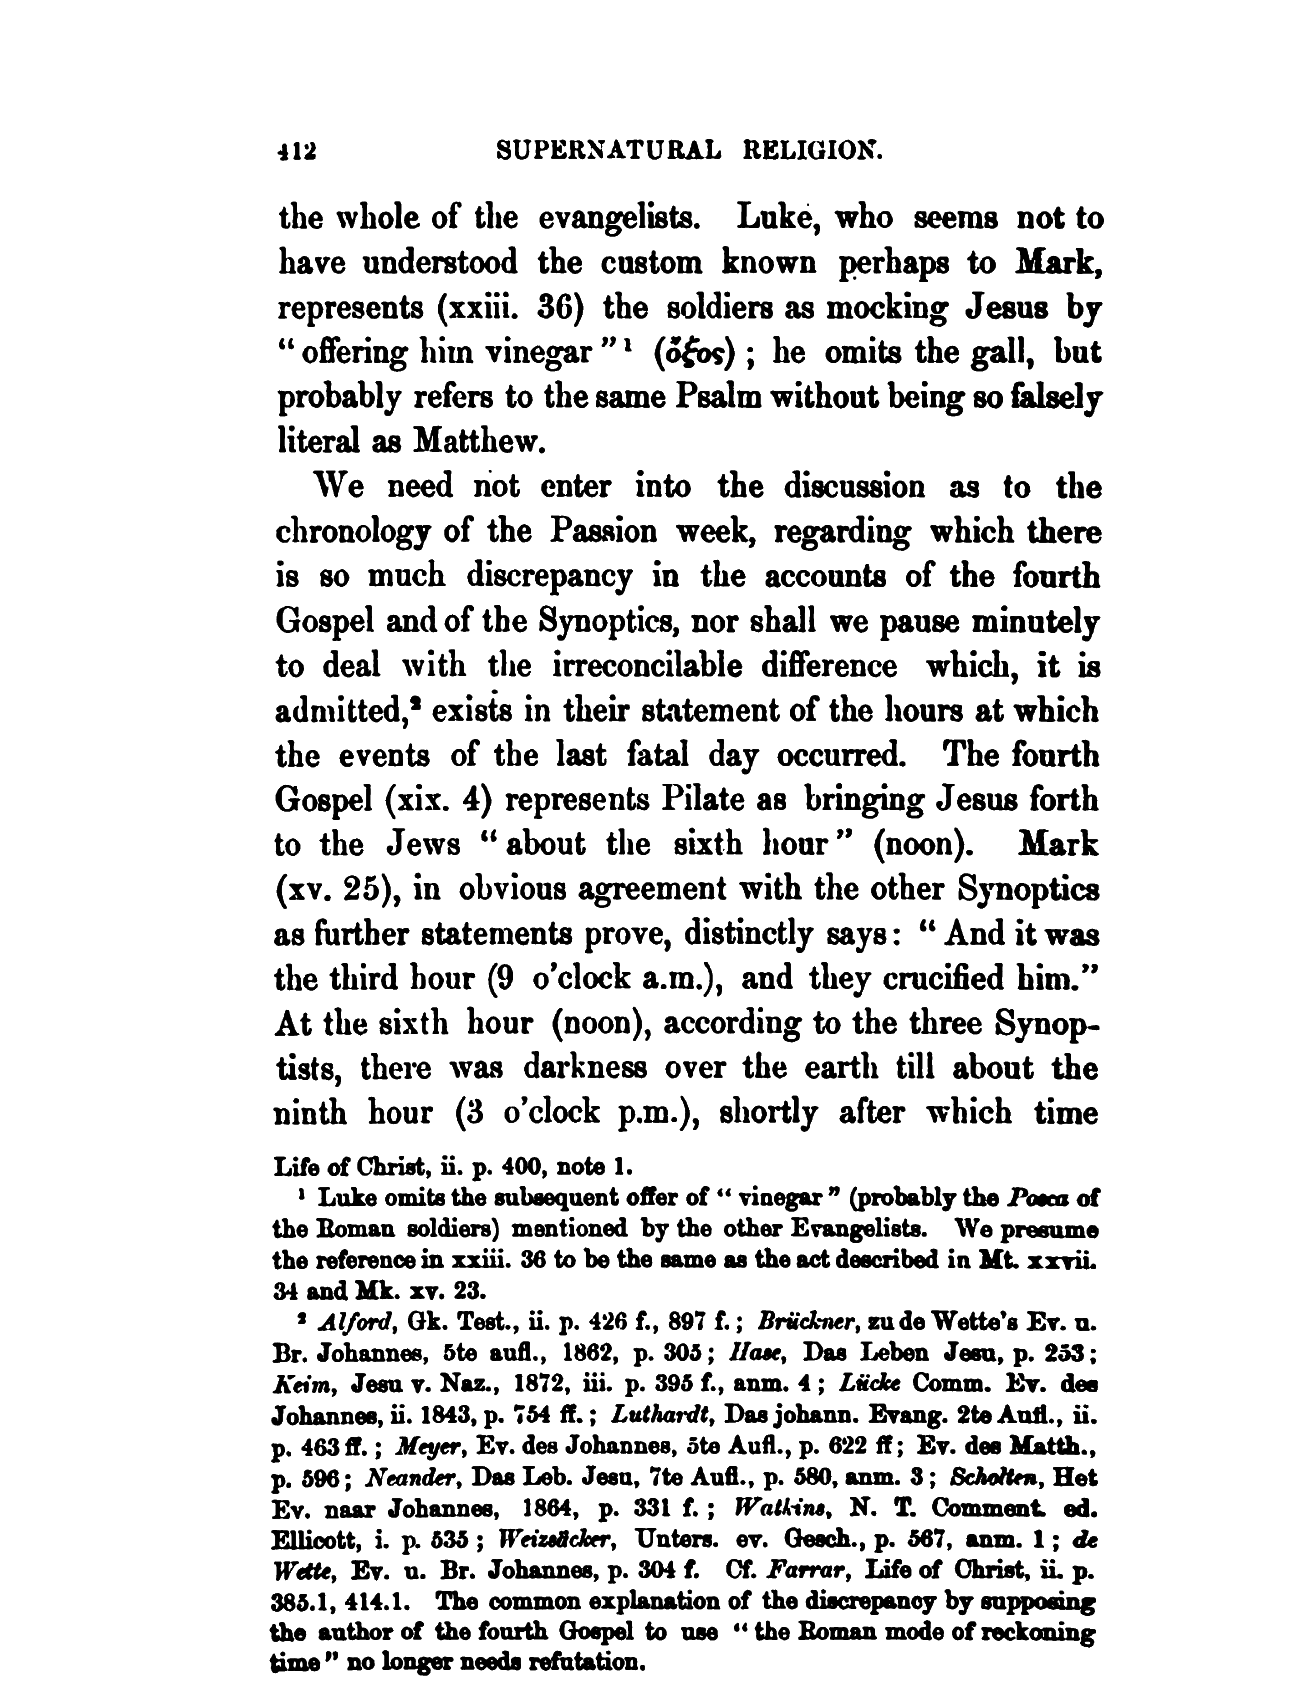 412 SUPERNATURAL RELIGION.
the whole of the evangelists. Luke, who seems not to
have understood the custom known perhaps to Mark,
represents (xxiii. 36) the soldiers as mocking Jesus by
“offering him vinegar”¹ (ὄξος) ; he omits the gall, but
probably refers to the same Psalm without being so falsely
literal as Matthew.
We need not enter into the discussion as to the
chronology of the Passion week, regarding which there
is so much discrepancy in the accounts of the fourth
Gospel and of the Synoptics, nor shall we pause minutely
to deal with the irreconcilable difference which, it is
admitted,² exists in their statement of the hours at which
the events of the last fatal day occurred. The fourth
Gospel (xix. 4) represents Pilate as bringing Jesus forth
to the Jews “about the sixth hour” (noon). Mark
(xv. 25), in obvious agreement with the other Synoptics
as further statements prove, distinctly says: “And it was
the third hour (9 o’clock a.m.), and they crucified him.”
At the sixth hour (noon), according to the three Synop-
tists, there was darkness over the earth till about the
ninth hour (3 o’clock p.m.), shortly after which time
Life of Christ, ii. p. 400, note 1.
¹ Luke omits the subsequent offer of “vinegar” (probably the Posca of
the Roman soldiers) mentioned by the other Evangelists. We presume
the reference in xxiii. 36 to be the same as the act described in Mt. xxvii.
34 and Mk. xv. 23.
² Alford, Gk. Test., ii. p. 426 f., 897 f.; Brückner, zu de Wette’s Ev. u.
Br. Johannes, 5te aufl., 1862, p. 305; Hase, Das Leben Jesu, p. 253;
Keim, Jesu v. Naz., 1872, iii. p. 395 f., anm. 4; Lücke Comm. Ev. des
Johannes, ii. 1843, p. 754 ff.; Luthardt, Das johann. Evang. 2te Aufl., ii.
p. 463 ff.; Meyer, Ev. des Johannes, 5te Aufl., p. 622 ff; Ev. des Matth.,
p. 596; Neander, Das Leb. Jesu, 7te Aufl., p. 580, anm. 3; Scholten, Het
Ev. naar Johannes, 1864, p. 331 f.; Watkins, N. T. Comment. ed.
Ellicott, i. p. 535; Weizsäcker, Unters. ev. Gesch., p. 567, anm. 1; de
Wette, Ev. u. Br. Johannes, p. 304 f. Cf. Farrar, Life of Christ, ii. p.
385.1, 414.1. The common explanation of the discrepancy by supposing
the author of the fourth Gospel to use “the Roman mode of reckoning
time” no longer needs refutation.